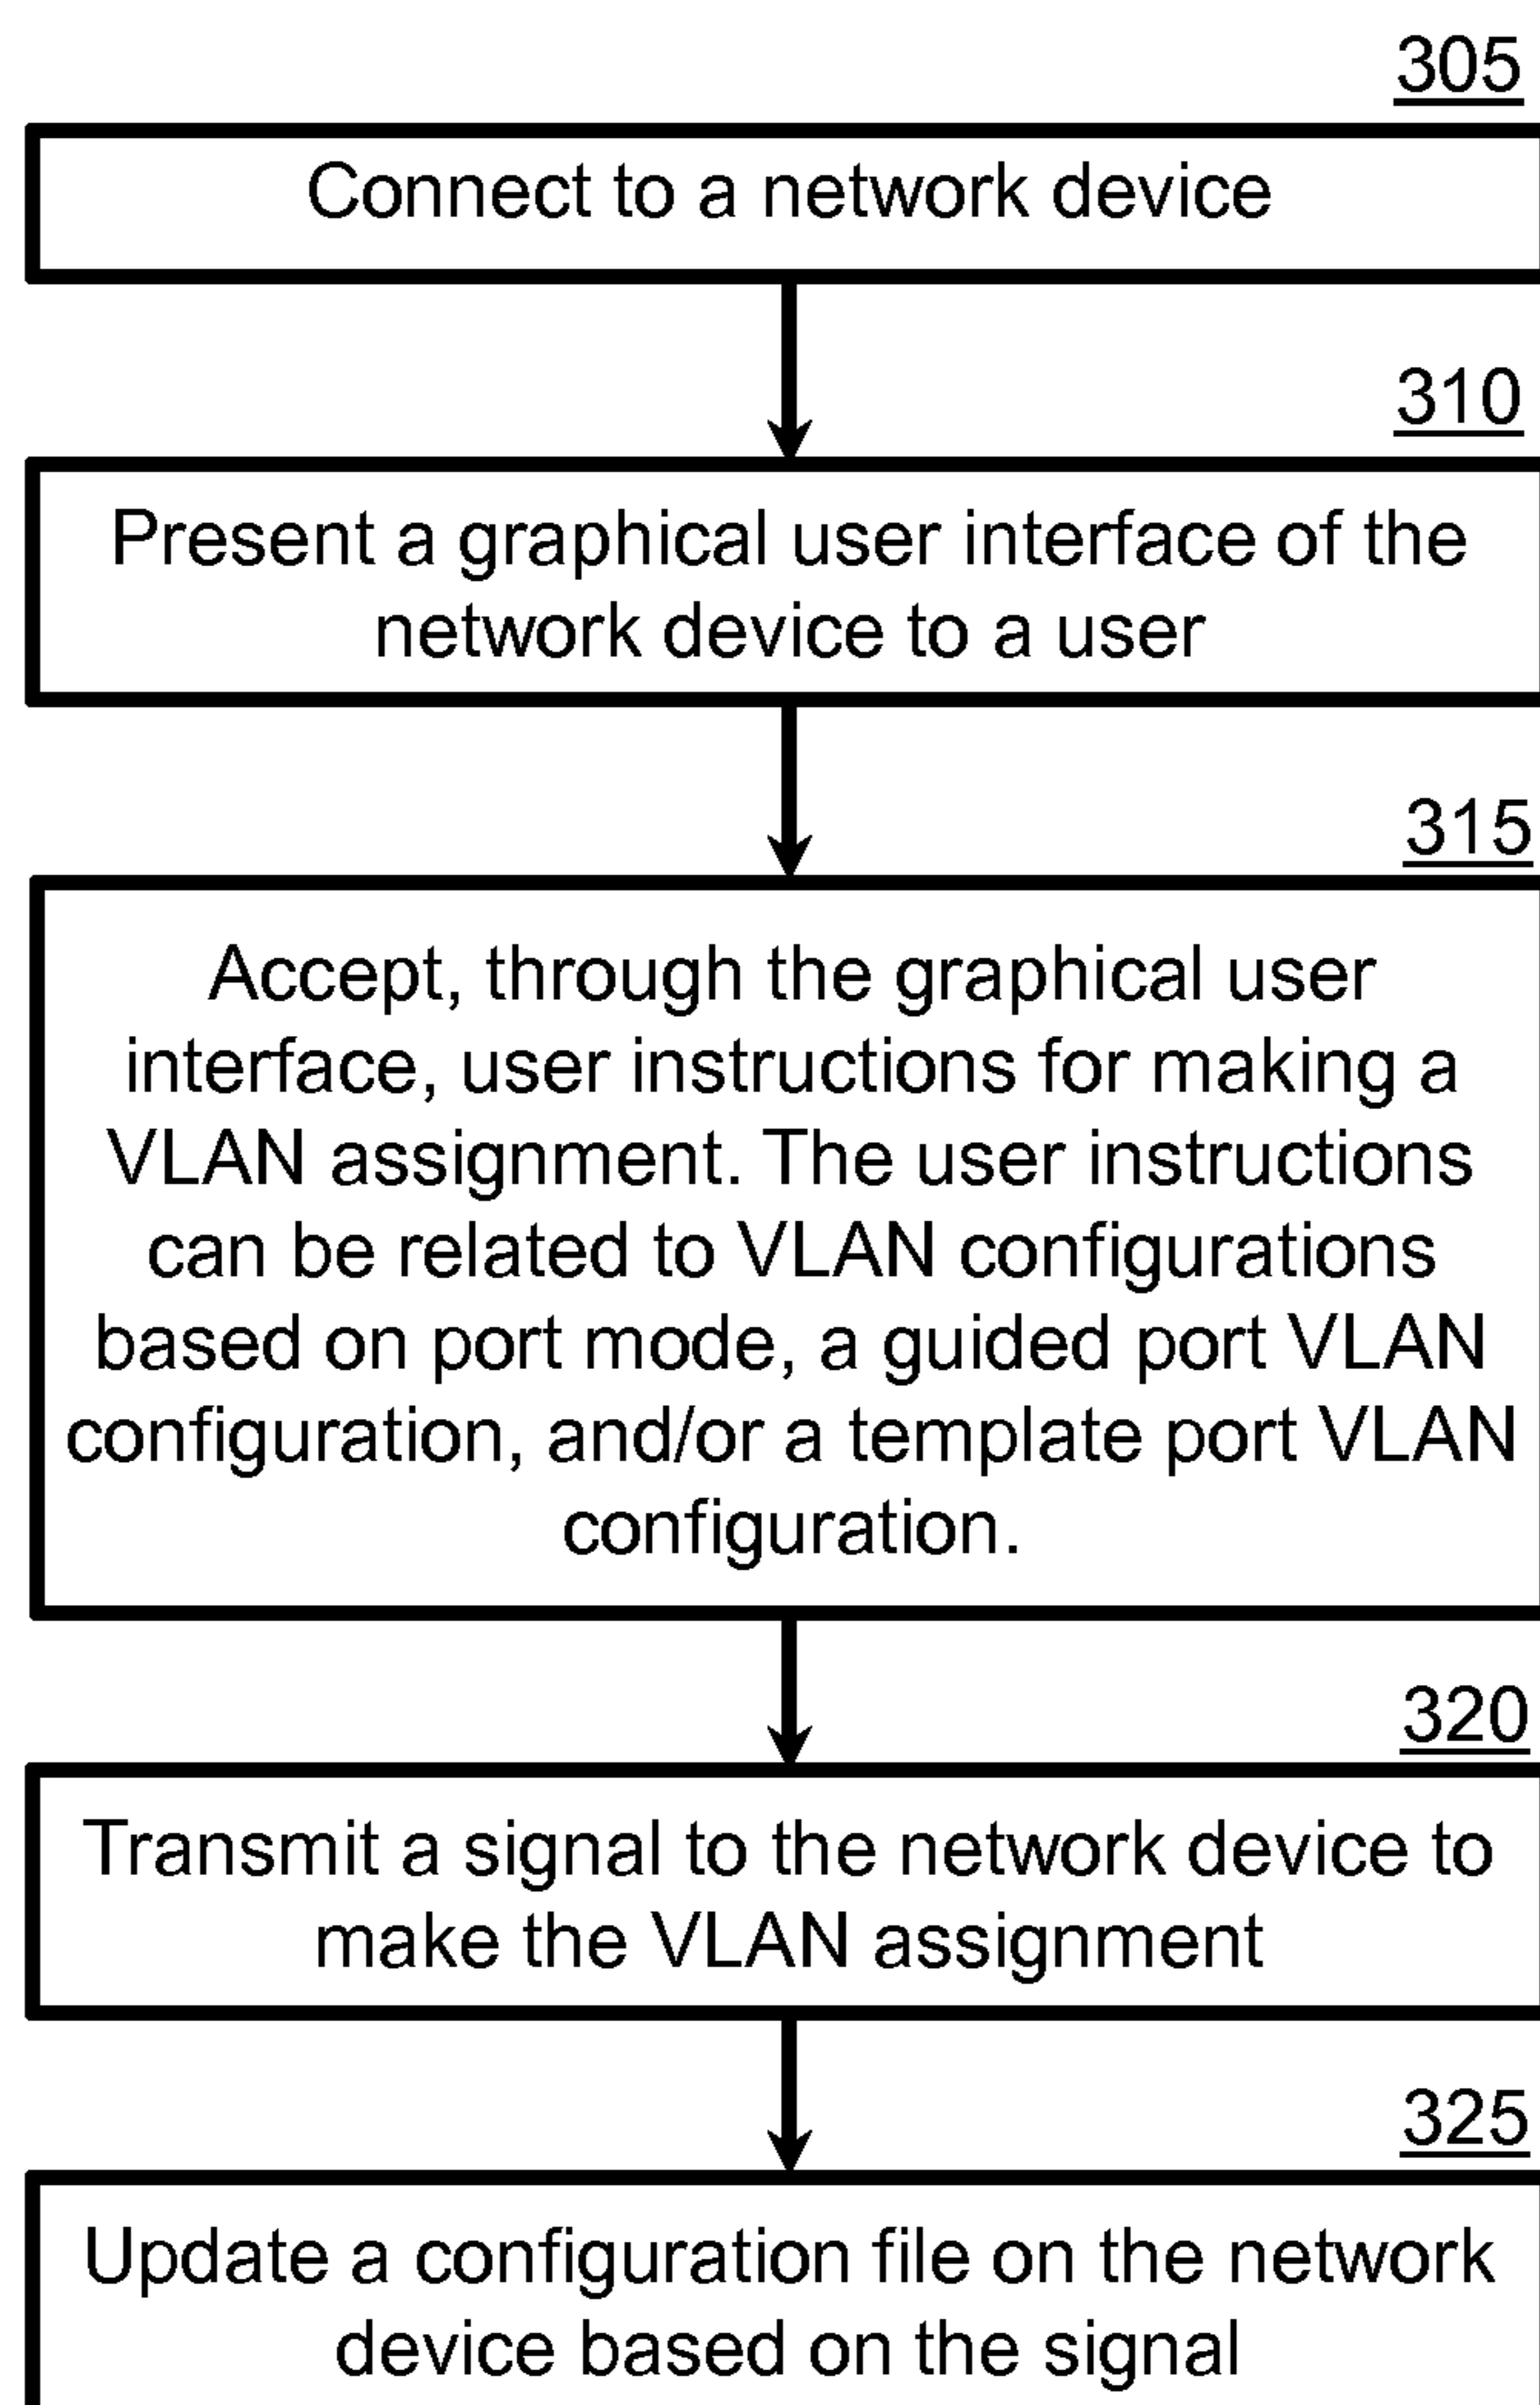 305
Connect to a network device
310
Present a graphical user interface of the
network device to a user
315
Accept, through the graphical user
interface, user instructions for making a
VLAN assignment. The user instructions
can be related to VLAN configurations
based on port mode, a guided port VLAN
configuration, and/or a template port VLAN
configuration.
320
Transmit a signal to the network device to
make the VLAN assignment
325
Update a configuration file on the network
device based on the signal